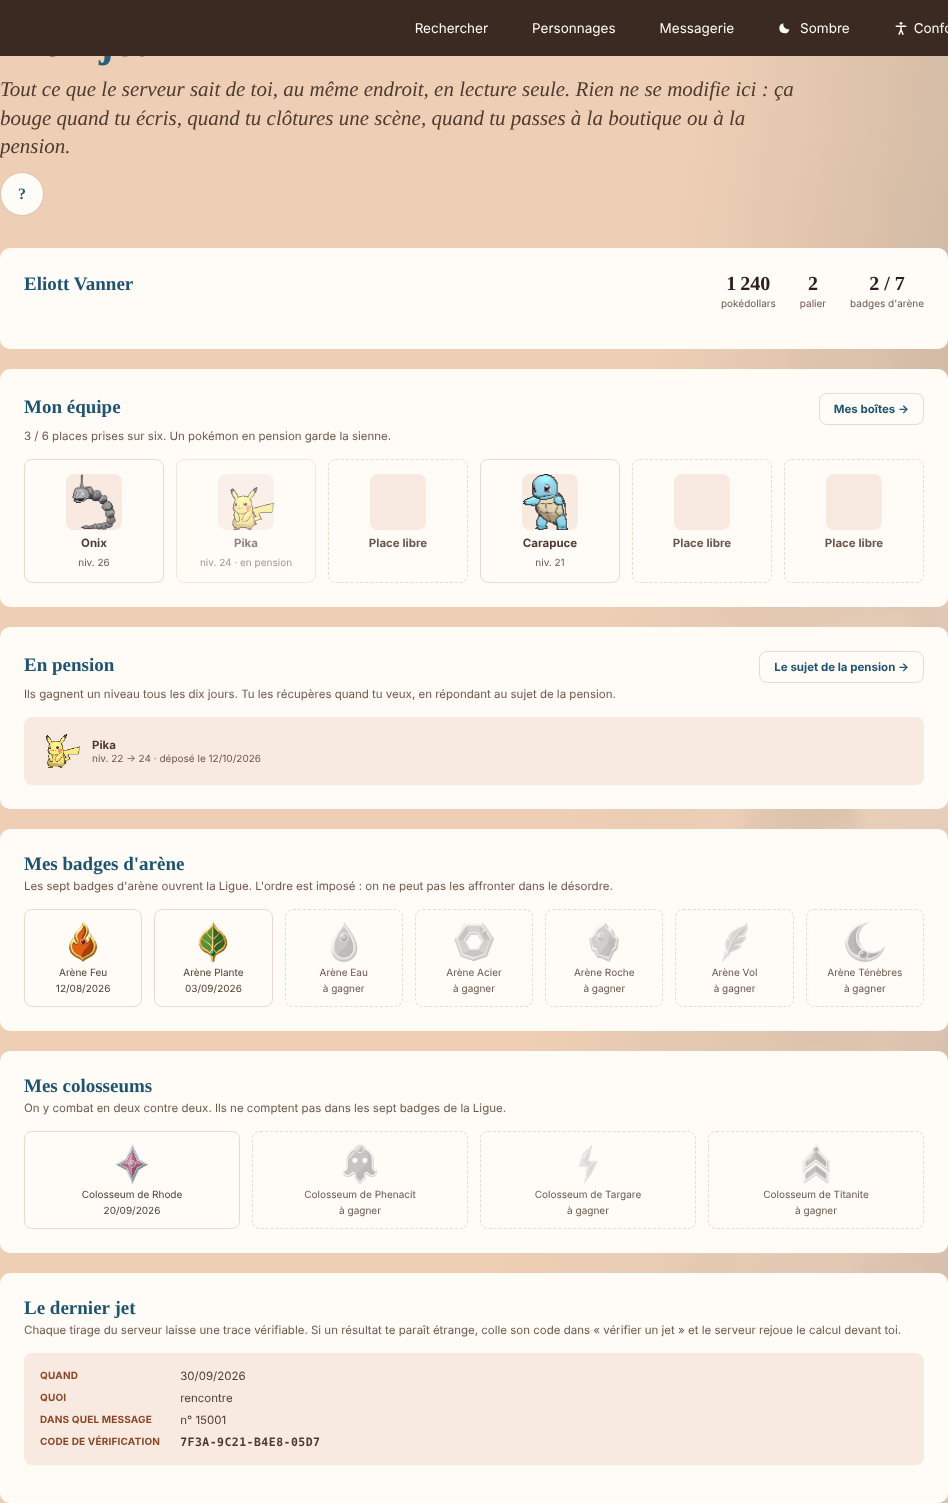 Rechercher Personnages Messagerie Sombre
Tout ce que le serveur sait de toi, au même endroit, en lecture seule. Rien ne se modifie ici : ça
bouge quand tu écris, quand tu clôtures une scène, quand tu passes à la boutique ou à la
pension.
?
Eliott Vanner
1 240 2 2 / 7
pokédollars palier badges d'arène
Mon équipe
Mes boîtes →
3 / 6 places prises sur six. Un pokémon en pension garde la sienne.
Onix Pika Place libre Carapuce Place libre Place libre
niv. 26 niv. 24 · en pension niv. 21
En pension
Le sujet de la pension →
Ils gagnent un niveau tous les dix jours. Tu les récupères quand tu veux, en répondant au sujet de la pension.
Pika
niv. 22 → 24 · déposé le 12/10/2026
Mes badges d'arène
Les sept badges d'arène ouvrent la Ligue. L'ordre est imposé : on ne peut pas les affronter dans le désordre.
Arène Feu Arène Plante Arène Eau Arène Acier Arène Roche Arène Vol Arène Ténèbres
12/08/2026 03/09/2026 à gagner à gagner à gagner à gagner à gagner
Mes colosseums
On y combat en deux contre deux. Ils ne comptent pas dans les sept badges de la Ligue.
Colosseum de Rhode Colosseum de Phenacit Colosseum de Targare Colosseum de Titanite
20/09/2026 à gagner à gagner à gagner
Le dernier jet
Chaque tirage du serveur laisse une trace vérifiable. Si un résultat te paraît étrange, colle son code dans « vérifier un jet » et le serveur rejoue le calcul devant toi.
QUAND 30/09/2026
QUOI rencontre
DANS QUEL MESSAGE n° 15001
CODE DE VÉRIFICATION 7F3A-9C21-B4E8-05D7